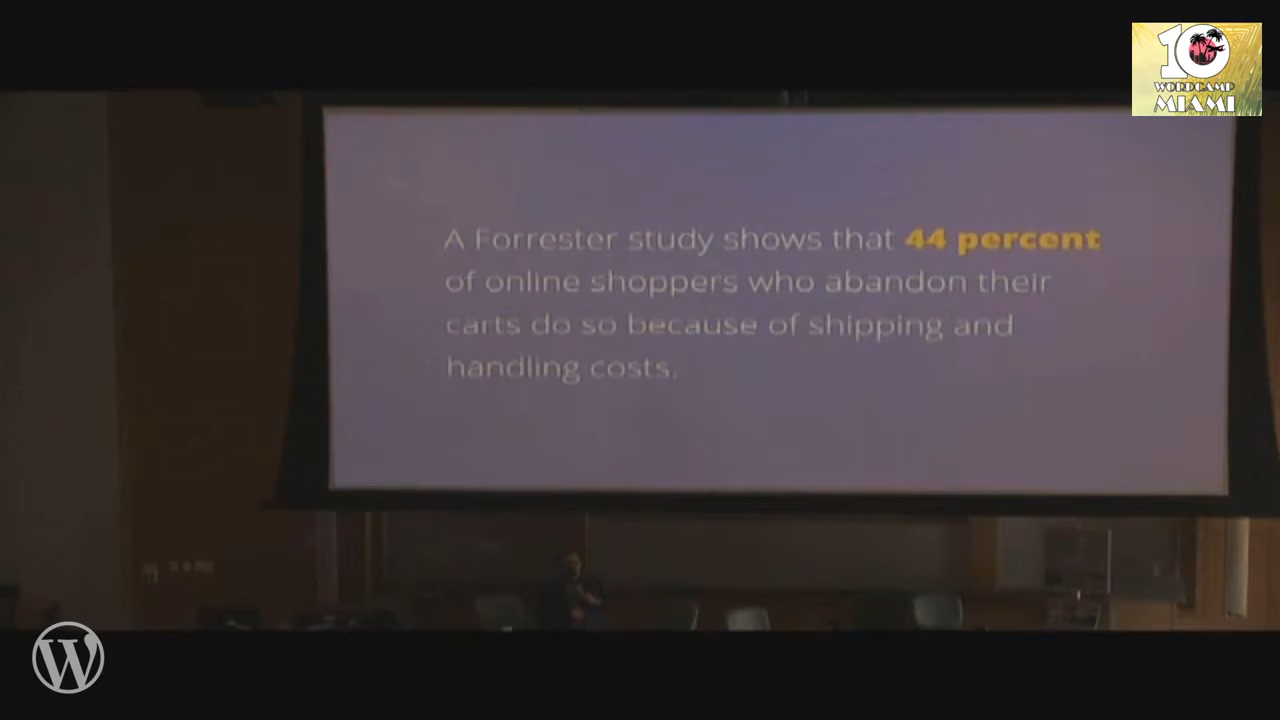 10
WORDCAMP
MIAMI
A Forrester study shows that 44 percent
of online shoppers who abandon their
carts do so because of shipping and
handling costs.